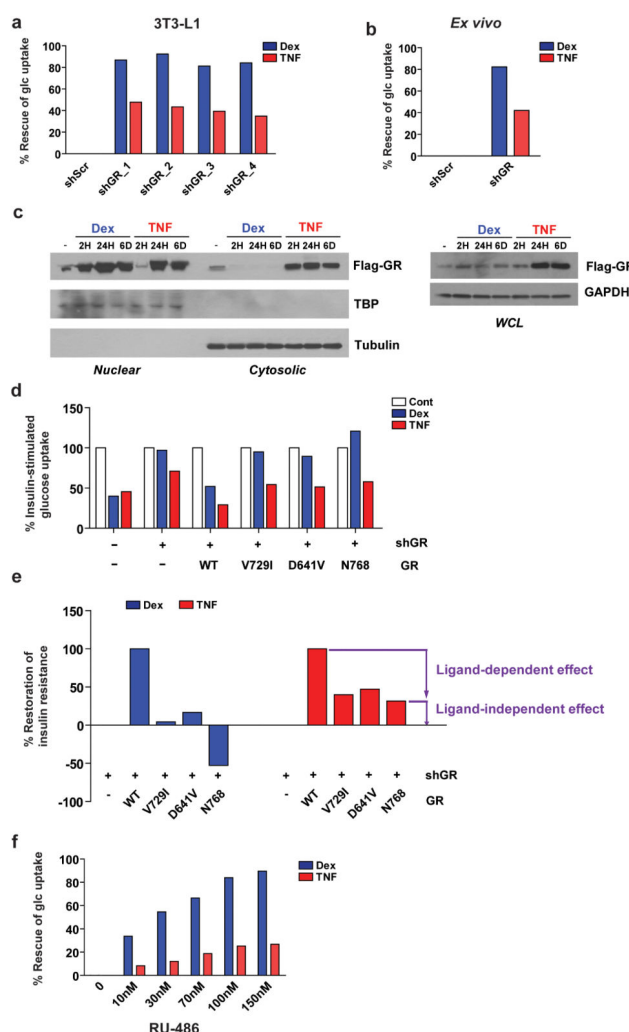 a
3T3-L1
% Rescue of glc uptake
100
80
60
40
20
0
Dex
TNF
shScr
shGR_1
shGR_2
shGR_3
shGR_4
b
Ex vivo
% Rescue of glc uptake
100
80
60
40
20
0
Dex
TNF
shScr
shGR
c
Dex TNF Dex TNF
- 2H 24H 6D 2H 24H 6D - 2H 24H 6D 2H 24H 6D
Flag-GR
TBP
Tubulin
Nuclear Cytosolic
Dex TNF
- 2H 24H 6D 2H 24H 6D
Flag-GR
GAPDH
WCL
d
% Insulin-stimulated
glucose uptake
150
100
50
0
Cont
Dex
TNF
– + + + + + shGR
– – WT V729I D641V N768 GR
e
% Restoration of
insulin resistance
150
100
50
0
-50
-100
Dex TNF
Ligand-dependent effect
Ligand-independent effect
+ + + + + + + + + + shGR
- WT V729I D641V N768 - WT V729I D641V N768 GR
f
% Rescue of glc uptake
100
80
60
40
20
0
Dex
TNF
0
10nM
30nM
70nM
100nM
150nM
RU-486